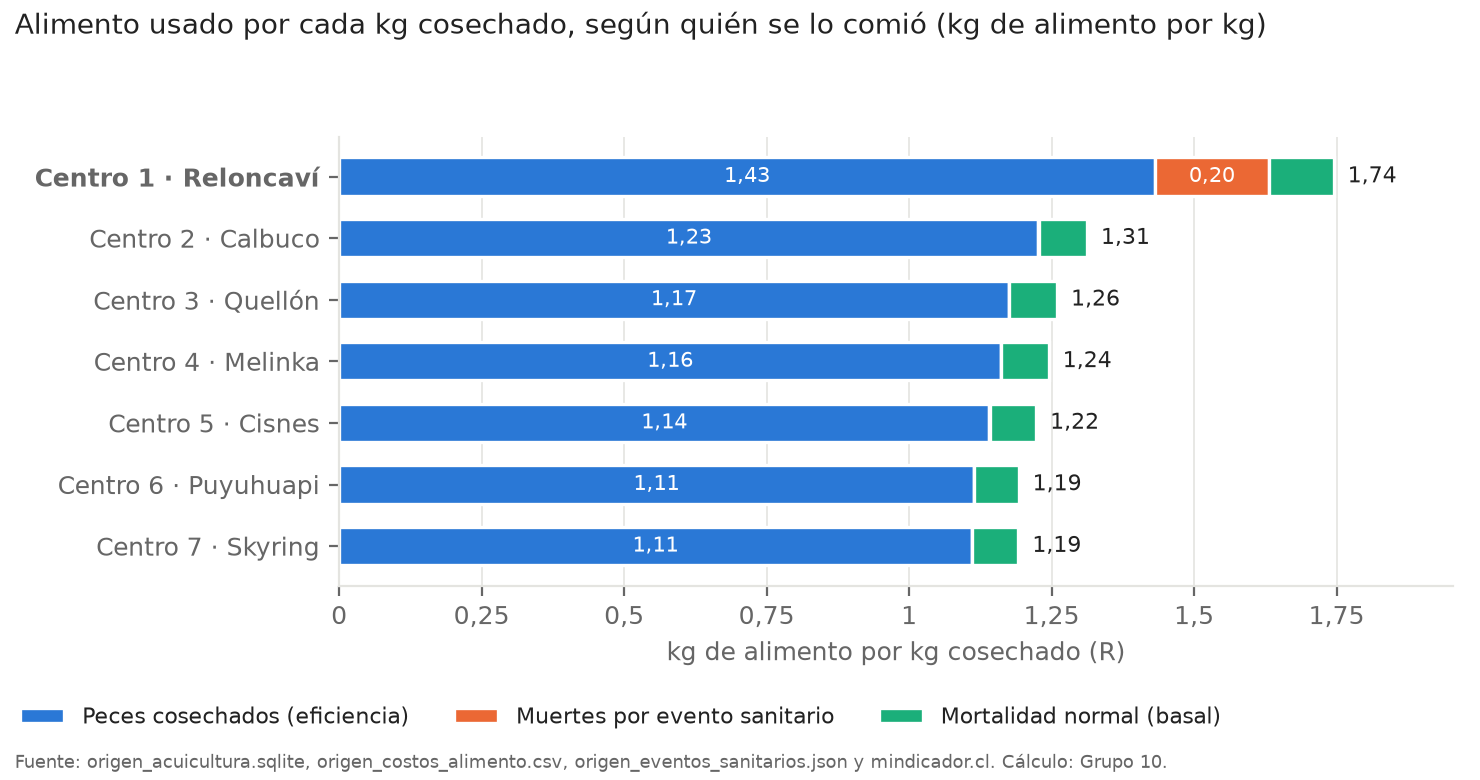 Alimento usado por cada kg cosechado, según quién se lo comió (kg de alimento por kg)
Centro 1 · Reloncaví 1,43 0,20 1,74
Centro 2 · Calbuco 1,23 1,31
Centro 3 · Quellón 1,17 1,26
Centro 4 · Melinka 1,16 1,24
Centro 5 · Cisnes 1,14 1,22
Centro 6 · Puyuhuapi 1,11 1,19
Centro 7 · Skyring 1,11 1,19
0 0,25 0,5 0,75 1 1,25 1,5 1,75
kg de alimento por kg cosechado (R)
Peces cosechados (eficiencia) Muertes por evento sanitario Mortalidad normal (basal)
Fuente: origen_acuicultura.sqlite, origen_costos_alimento.csv, origen_eventos_sanitarios.json y mindicador.cl. Cálculo: Grupo 10.